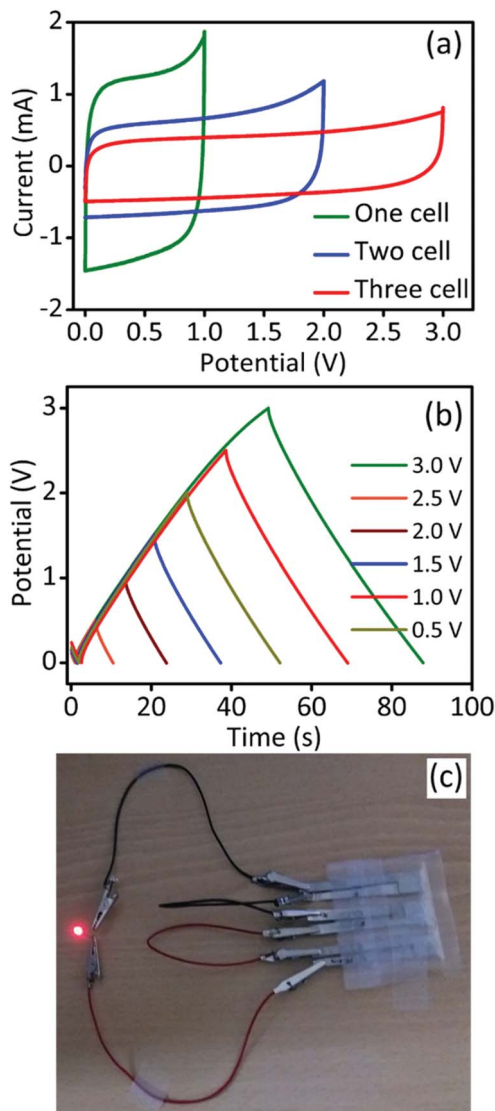 (a)
2
1
0
-1
-2
Current (mA)
One cell
Two cell
Three cell
0.0 0.5 1.0 1.5 2.0 2.5 3.0
Potential (V)
(b)
3
2
1
0
Potential (V)
3.0 V
2.5 V
2.0 V
1.5 V
1.0 V
0.5 V
0 20 40 60 80 100
Time (s)
(c)